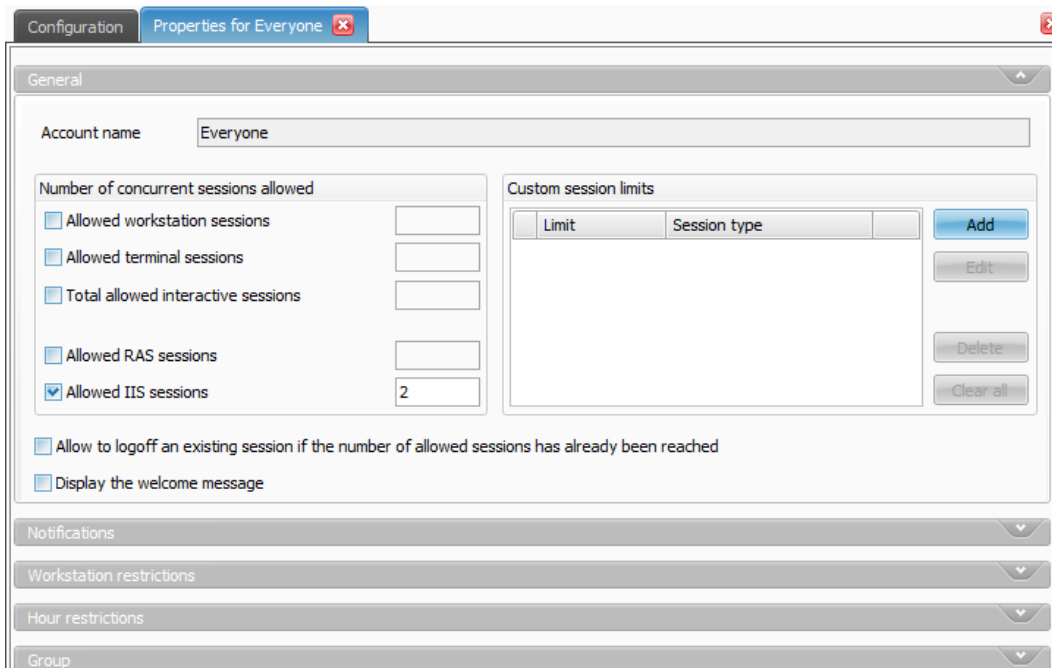 Configuration
Properties for Everyone
General
Account name Everyone
Number of concurrent sessions allowed
Custom session limits
Allowed workstation sessions
Limit Session type
Add
Allowed terminal sessions
Edit
Total allowed interactive sessions
Allowed RAS sessions
Delete
Allowed IIS sessions 2
Clear all
Allow to logoff an existing session if the number of allowed sessions has already been reached
Display the welcome message
Notifications
Workstation restrictions
Hour restrictions
Group